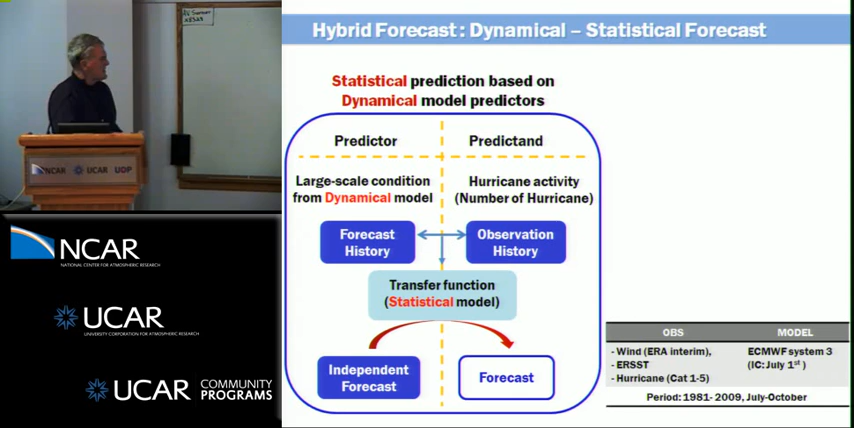 Hybrid Forecast : Dynamical – Statistical Forecast
Statistical prediction based on
Dynamical model predictors
Predictor
Predictand
Large-scale condition
from Dynamical model
Hurricane activity
(Number of Hurricane)
Forecast
History
Observation
History
Transfer function
(Statistical model)
Independent
Forecast
Forecast
OBS
MODEL
- Wind (ERA interim),
- ERSST
- Hurricane (Cat 1-5)
ECMWF system 3
(IC: July 1st )
Period: 1981- 2009, July-October
NCAR UCAR UOP
NCAR
NATIONAL CENTER FOR ATMOSPHERIC RESEARCH
UCAR
UNIVERSITY CORPORATION FOR ATMOSPHERIC RESEARCH
UCAR COMMUNITY
PROGRAMS